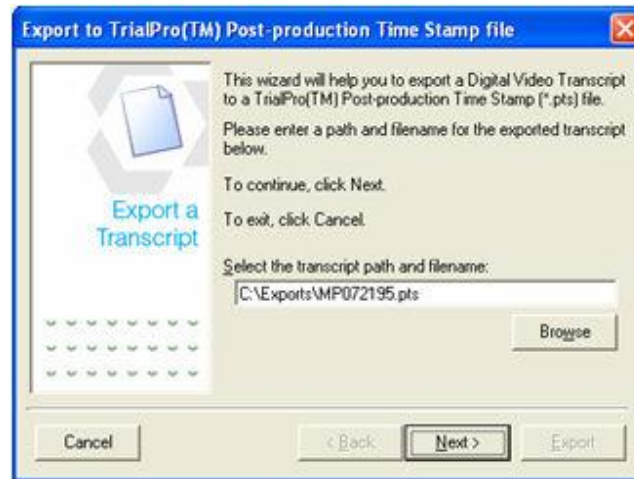 Export to TrialPro(TM) Post-production Time Stamp file
This wizard will help you to export a Digital Video Transcript
to a TrialPro(TM) Post-production Time Stamp (*.pts) file.
Please enter a path and filename for the exported transcript
below.
To continue, click Next.
To exit, click Cancel.
Export a
Transcript
Select the transcript path and filename:
C:\Exports\MP072195.pts
Browse
Cancel
< Back
Next >
Export